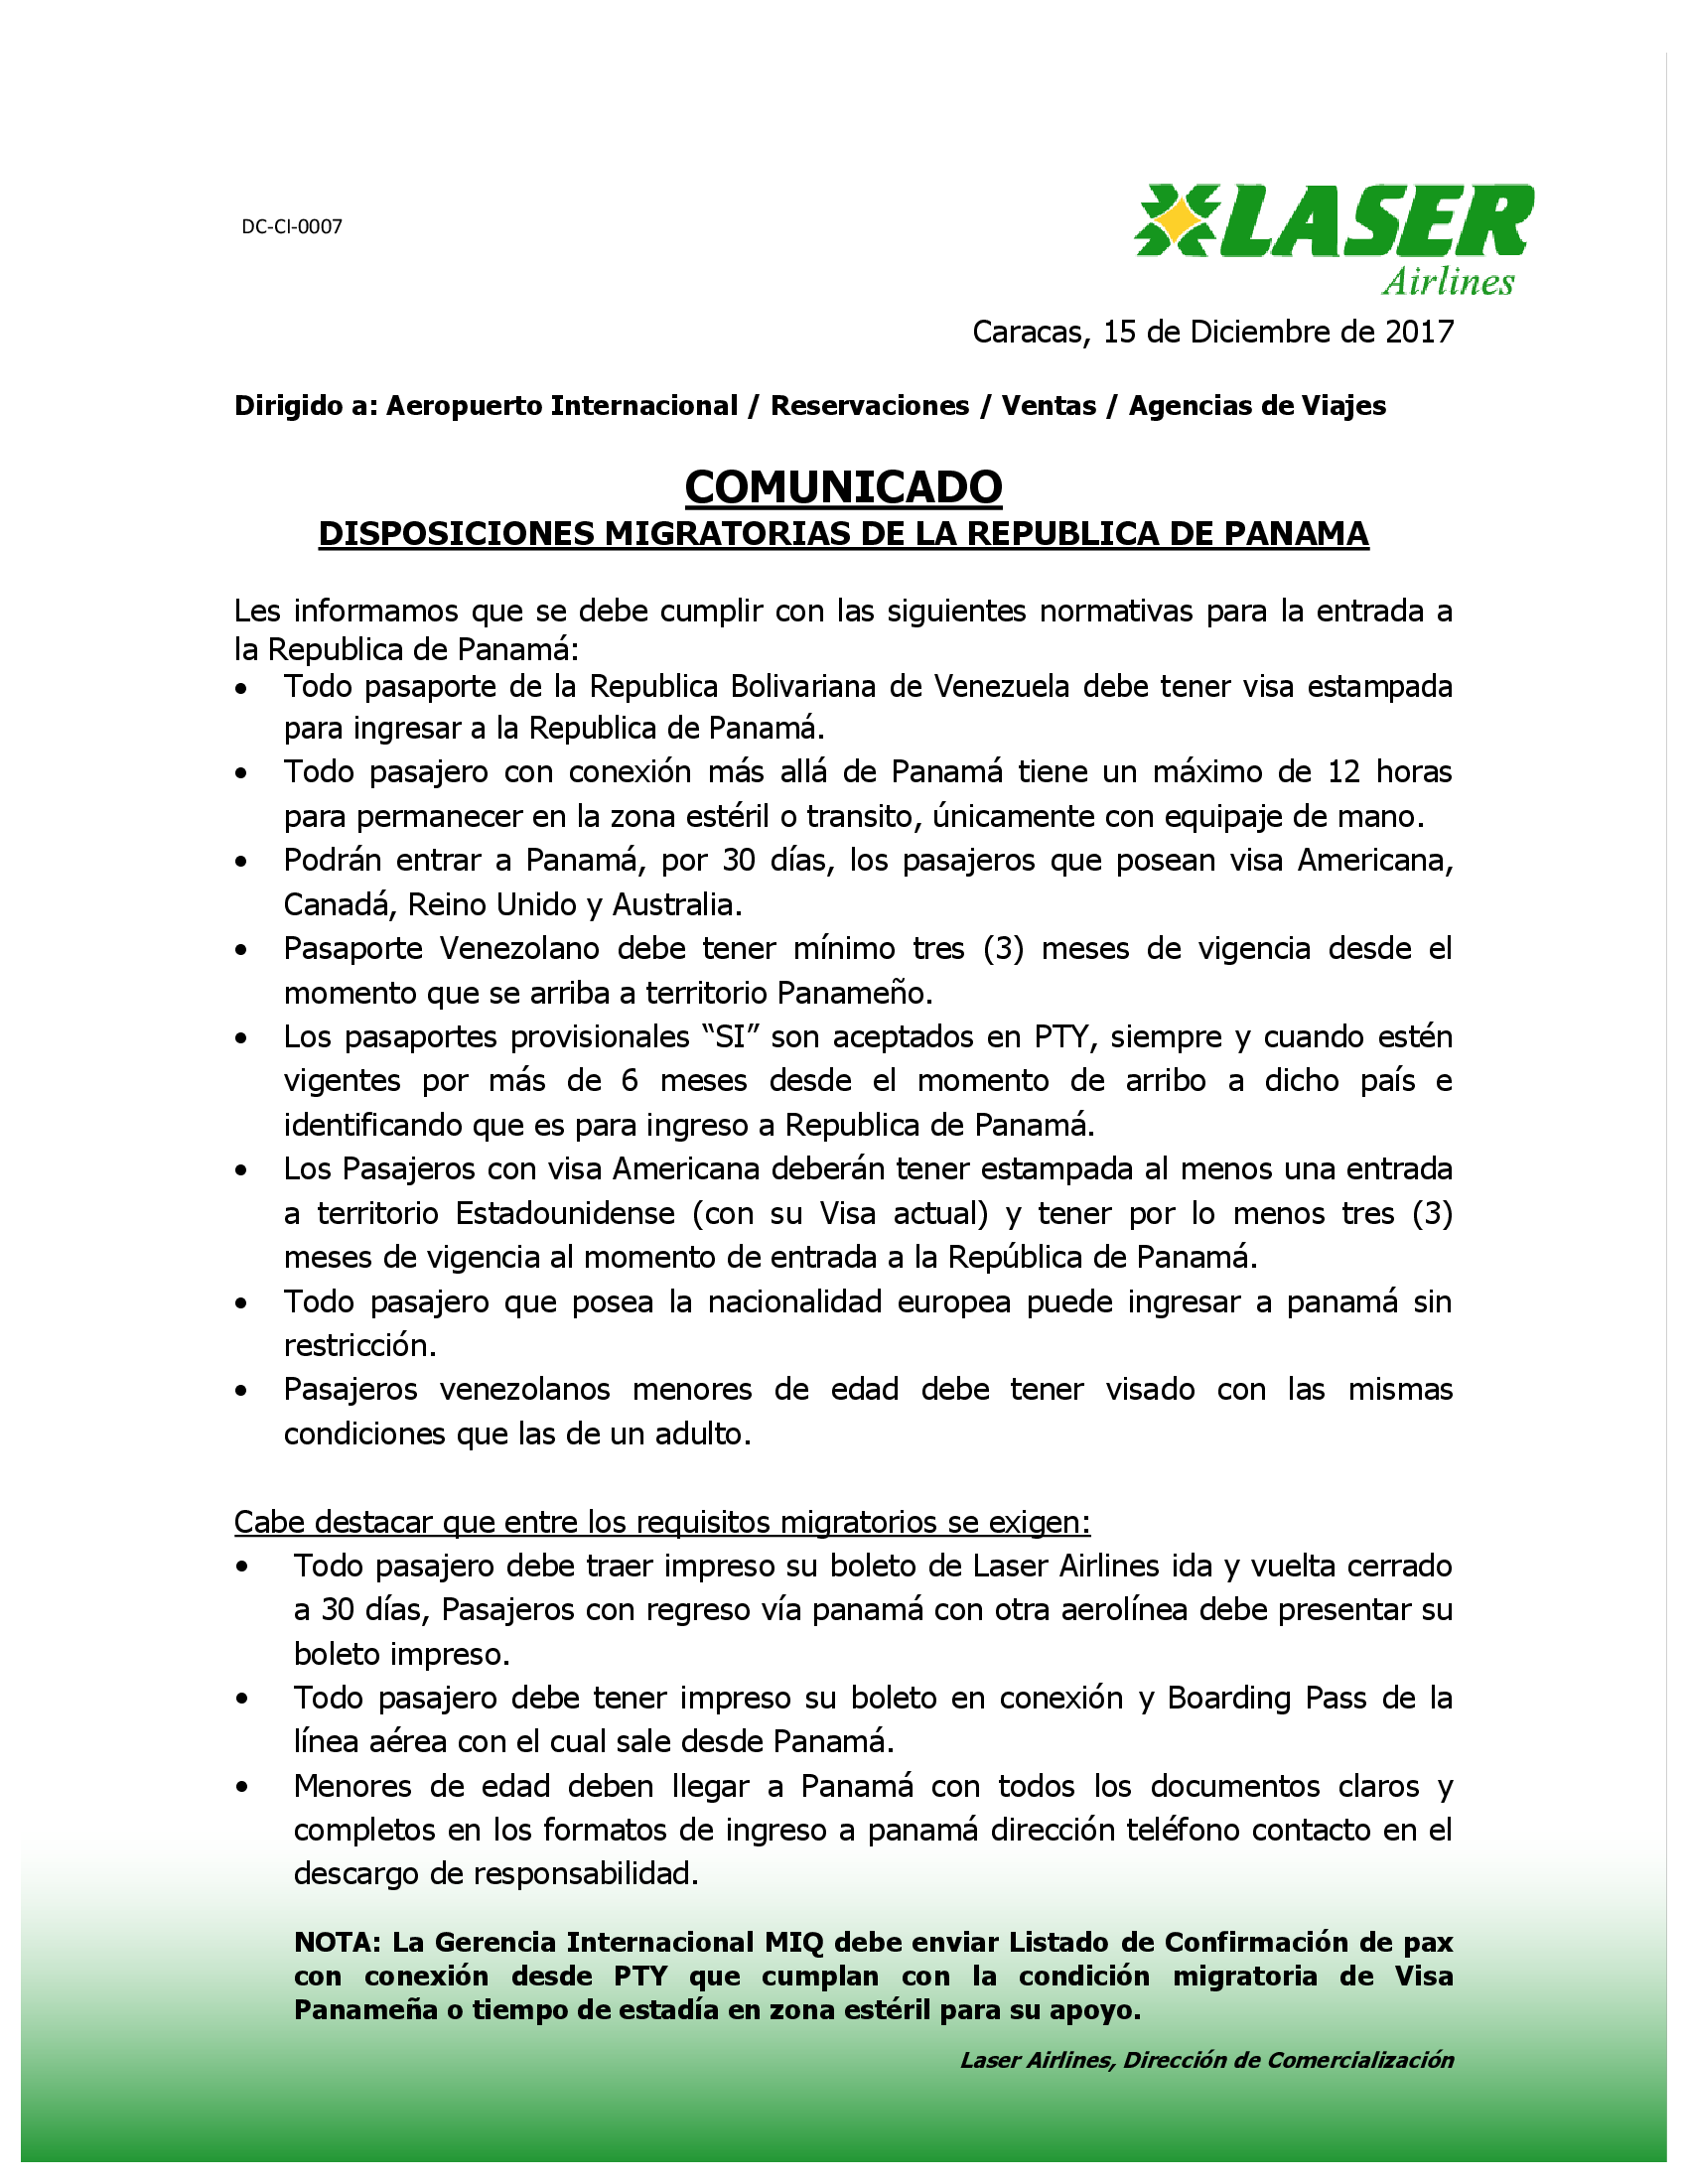 DC-CI-0007
LASER
Airlines
Caracas, 15 de Diciembre de 2017
Dirigido a: Aeropuerto Internacional / Reservaciones / Ventas / Agencias de Viajes
COMUNICADO
DISPOSICIONES MIGRATORIAS DE LA REPUBLICA DE PANAMA
Les informamos que se debe cumplir con las siguientes normativas para la entrada a
la Republica de Panamá:
• Todo pasaporte de la Republica Bolivariana de Venezuela debe tener visa estampada
para ingresar a la Republica de Panamá.
• Todo pasajero con conexión más allá de Panamá tiene un máximo de 12 horas
para permanecer en la zona estéril o transito, únicamente con equipaje de mano.
• Podrán entrar a Panamá, por 30 días, los pasajeros que posean visa Americana,
Canadá, Reino Unido y Australia.
• Pasaporte Venezolano debe tener mínimo tres (3) meses de vigencia desde el
momento que se arriba a territorio Panameño.
• Los pasaportes provisionales “SI” son aceptados en PTY, siempre y cuando estén
vigentes por más de 6 meses desde el momento de arribo a dicho país e
identificando que es para ingreso a Republica de Panamá.
• Los Pasajeros con visa Americana deberán tener estampada al menos una entrada
a territorio Estadounidense (con su Visa actual) y tener por lo menos tres (3)
meses de vigencia al momento de entrada a la República de Panamá.
• Todo pasajero que posea la nacionalidad europea puede ingresar a panamá sin
restricción.
• Pasajeros venezolanos menores de edad debe tener visado con las mismas
condiciones que las de un adulto.
Cabe destacar que entre los requisitos migratorios se exigen:
• Todo pasajero debe traer impreso su boleto de Laser Airlines ida y vuelta cerrado
a 30 días, Pasajeros con regreso vía panamá con otra aerolínea debe presentar su
boleto impreso.
• Todo pasajero debe tener impreso su boleto en conexión y Boarding Pass de la
línea aérea con el cual sale desde Panamá.
• Menores de edad deben llegar a Panamá con todos los documentos claros y
completos en los formatos de ingreso a panamá dirección teléfono contacto en el
descargo de responsabilidad.
NOTA: La Gerencia Internacional MIQ debe enviar Listado de Confirmación de pax
con conexión desde PTY que cumplan con la condición migratoria de Visa
Panameña o tiempo de estadía en zona estéril para su apoyo.
Laser Airlines, Dirección de Comercialización